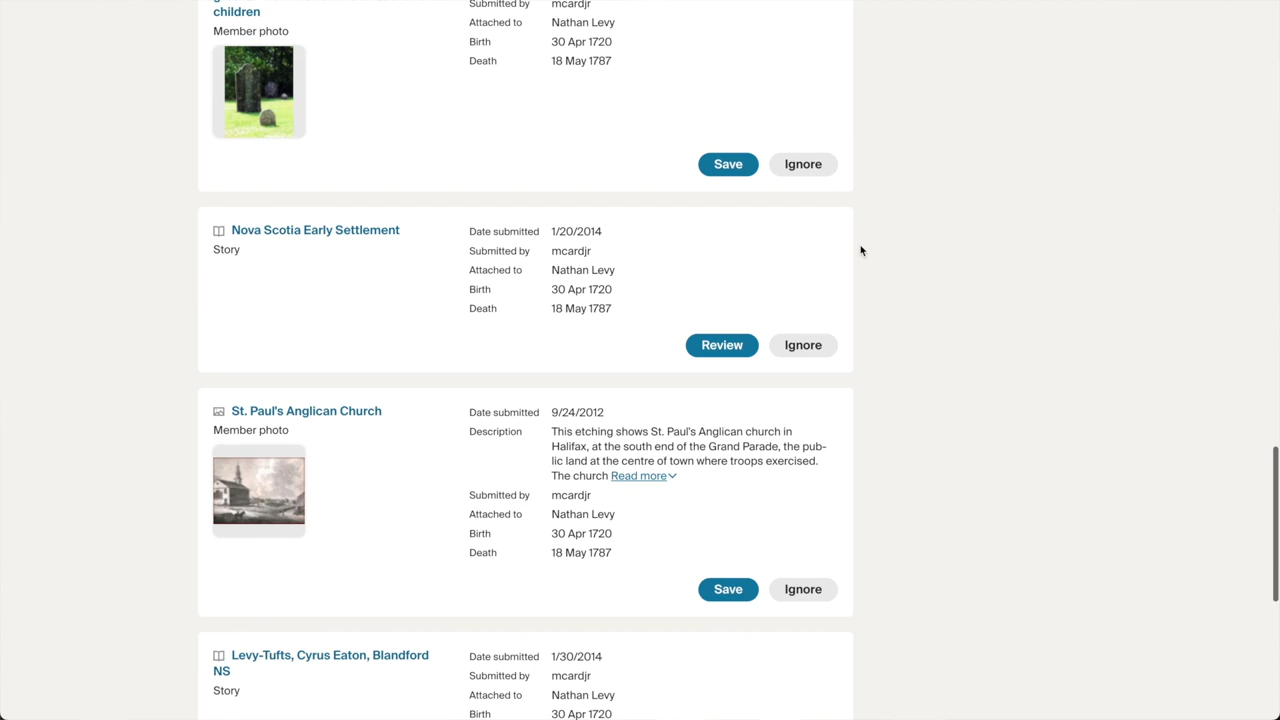 children
Member photo
Submitted by mcardjr
Attached to Nathan Levy
Birth 30 Apr 1720
Death 18 May 1787
Save Ignore
Nova Scotia Early Settlement
Story
Date submitted 1/20/2014
Submitted by mcardjr
Attached to Nathan Levy
Birth 30 Apr 1720
Death 18 May 1787
Review Ignore
St. Paul's Anglican Church
Member photo
Date submitted 9/24/2012
Description This etching shows St. Paul's Anglican church in
Halifax, at the south end of the Grand Parade, the pub-
lic land at the centre of town where troops exercised.
The church Read more
Submitted by mcardjr
Attached to Nathan Levy
Birth 30 Apr 1720
Death 18 May 1787
Save Ignore
Levy-Tufts, Cyrus Eaton, Blandford
NS
Story
Date submitted 1/30/2014
Submitted by mcardjr
Attached to Nathan Levy
Birth 30 Apr 1720